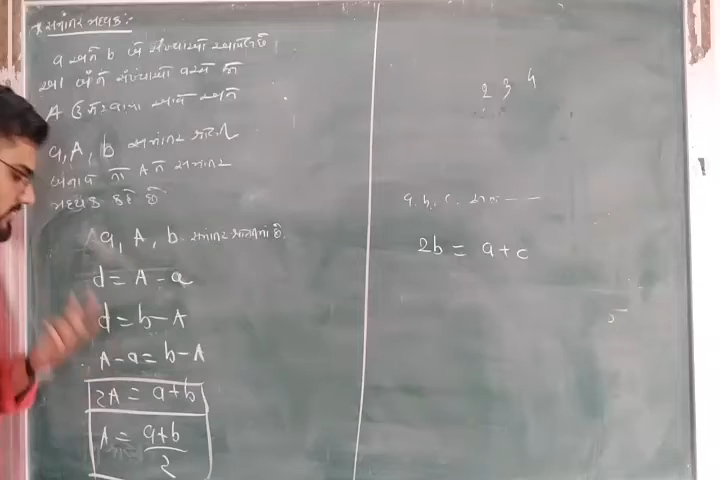 * સમાંતર મધ્યક :-
a અને b બે સંખ્યાઓ આપેલ છે
આ બંને સંખ્યાઓ વચ્ચે જો
A ઉમેરવામાં આવે અને
a, A, b સમાંતર શ્રેણી
બનાવે તો A ને સમાંતર
મધ્યક કહે છે
a, A, b સમાંતર શ્રેણીમાં છે.
d = A - a
d = b - A
A - a = b - A
2A = a + b
A = a + b / 2
2 3 4
a, b, c
2b = a + c